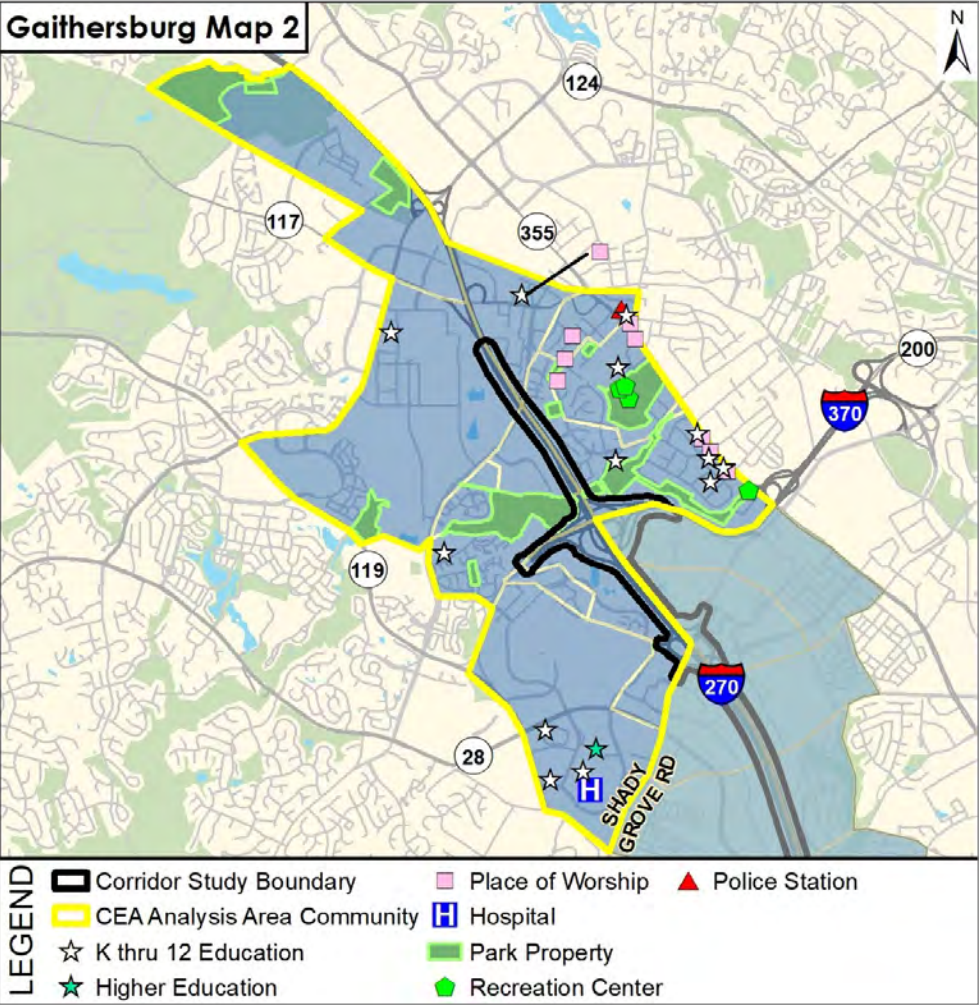 Gaithersburg Map 2
N
124
117
355
200
370
119
270
28
H
SHADY
GROVE RD
LEGEND
Corridor Study Boundary
Place of Worship
Police Station
CEA Analysis Area Community
H Hospital
K thru 12 Education
Park Property
Higher Education
Recreation Center